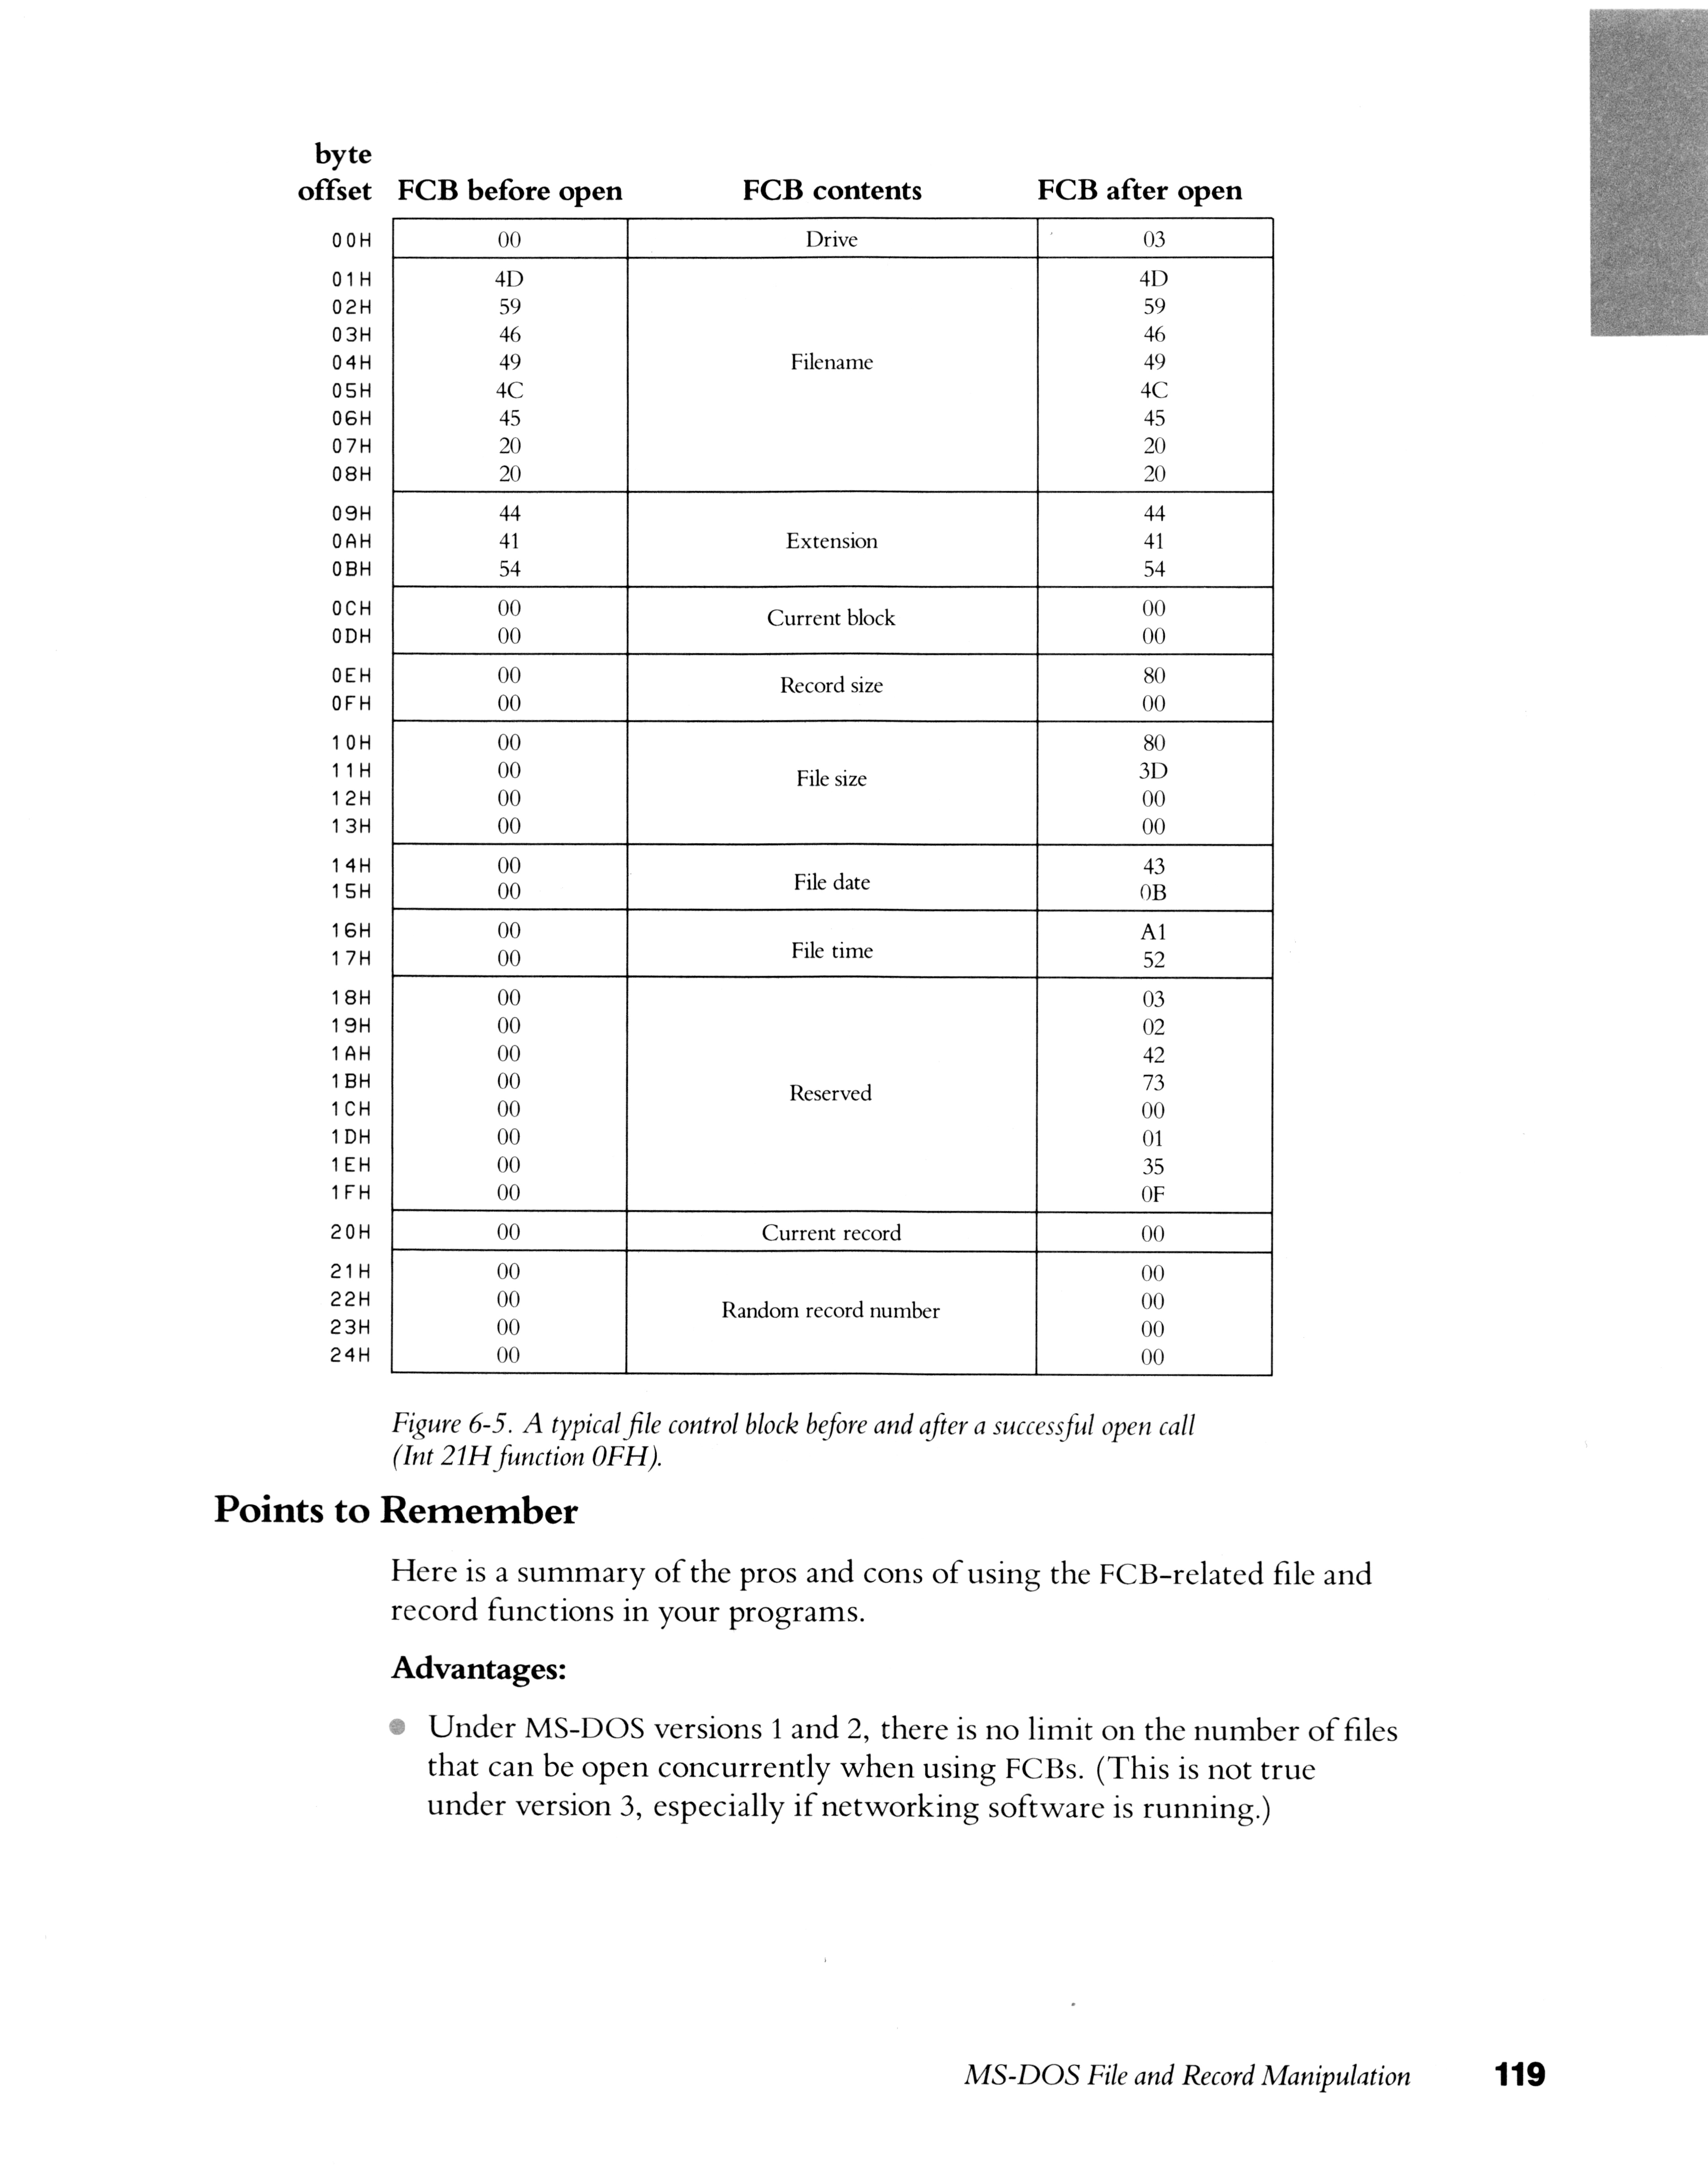 byte
offset FCB before open FCB contents FCB after open
00H 00 Drive 03
01H 4D 4D
02H 59 59
03H 46 46
04H 49 Filename 49
05H 4C 4C
06H 45 45
07H 20 20
08H 20 20
09H 44 44
0AH 41 Extension 41
0BH 54 54
0CH 00 Current block 00
0DH 00 00
0EH 00 Record size 80
0FH 00 00
10H 00 80
11H 00 File size 3D
12H 00 00
13H 00 00
14H 00 File date 43
15H 00 0B
16H 00 File time A1
17H 00 52
18H 00 03
19H 00 02
1AH 00 42
1BH 00 Reserved 73
1CH 00 00
1DH 00 01
1EH 00 35
1FH 00 0F
20H 00 Current record 00
21H 00 00
22H 00 Random record number 00
23H 00 00
24H 00 00
Figure 6-5. A typical file control block before and after a successful open call
(Int 21H function 0FH).
Points to Remember
Here is a summary of the pros and cons of using the FCB-related file and
record functions in your programs.
Advantages:
● Under MS-DOS versions 1 and 2, there is no limit on the number of files
that can be open concurrently when using FCBs. (This is not true
under version 3, especially if networking software is running.)
MS-DOS File and Record Manipulation 119